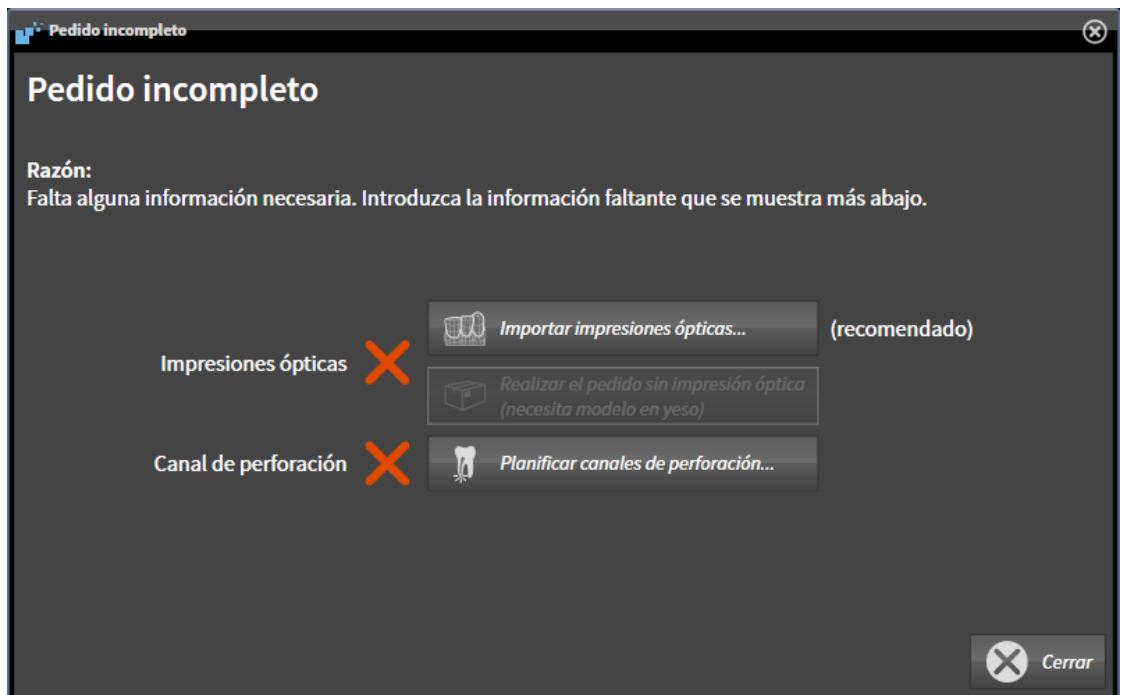 Pedido incompleto
Pedido incompleto
Razón:
Falta alguna información necesaria. Introduzca la información faltante que se muestra más abajo.
Impresiones ópticas
Importar impresiones ópticas...
(recomendado)
Realizar el pedido sin impresión óptica
(necesita modelo en yeso)
Canal de perforación
Planificar canales de perforación...
Cerrar